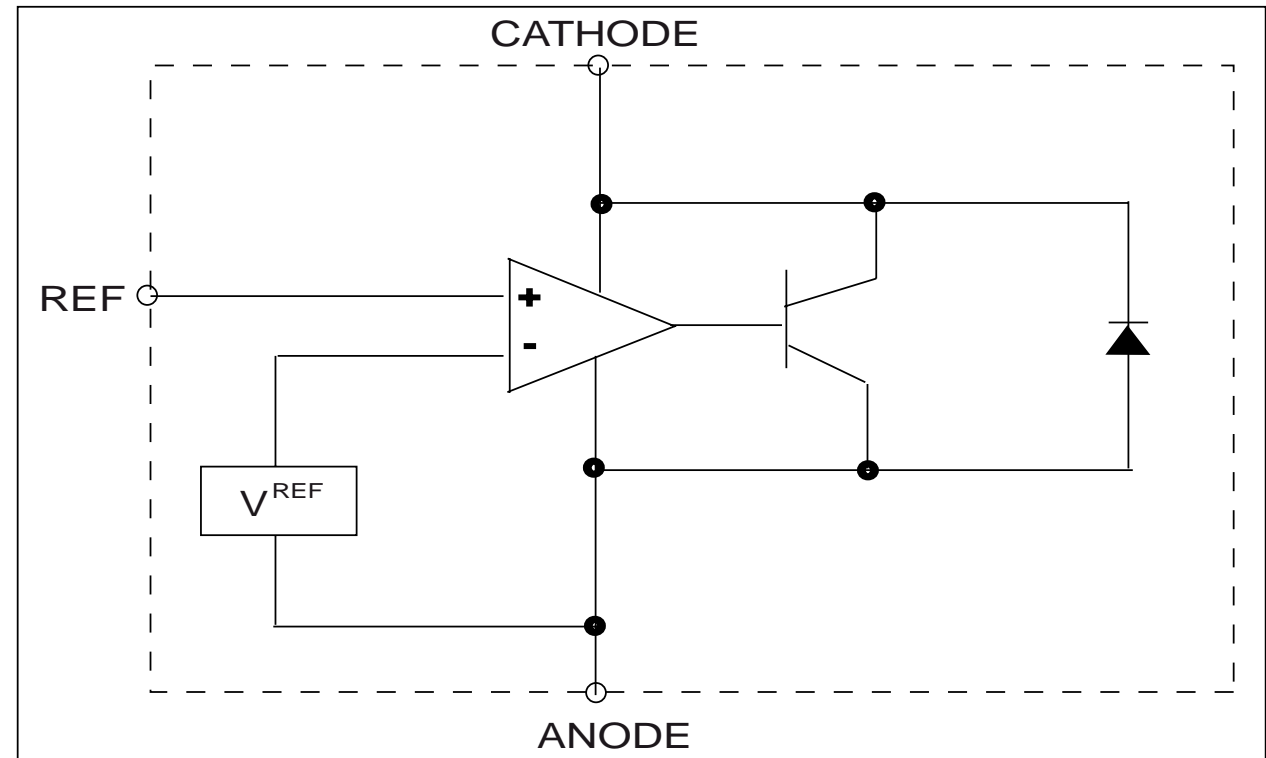 CATHODE
REF
+
-
V REF
ANODE